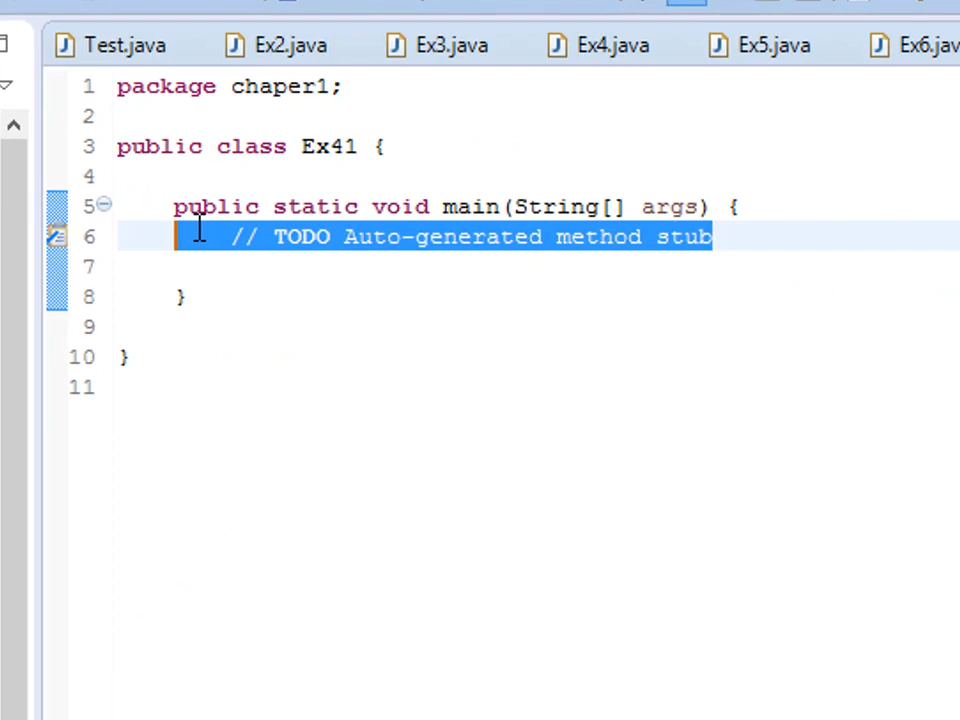 Test.java Ex2.java Ex3.java Ex4.java Ex5.java Ex6.jav
1 package chaper1;
2
3 public class Ex41 {
4
5 public static void main(String[] args) {
6 // TODO Auto-generated method stub
7
8 }
9
10 }
11